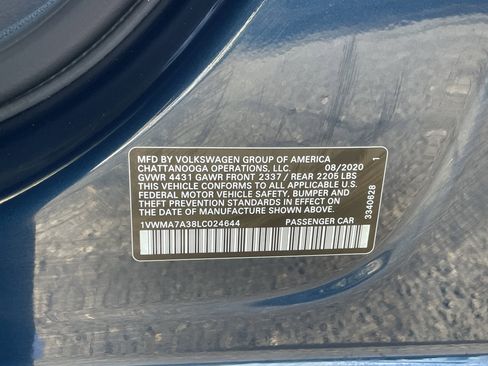 MFD BY VOLKSWAGEN GROUP OF AMERICA
CHATTANOOGA OPERATIONS, LLC. 08/2020
GVWR 4431 GAWR FRONT 2337 / REAR 2205 LBS
THIS VEHICLE CONFORMS TO ALL APPLICABLE
FEDERAL MOTOR VEHICLE SAFETY, BUMPER AND
THEFT PREVENTION STANDARDS IN EFFECT ON
THE DATE OF MANUFACTURE SHOWN ABOVE.
1VWMA7A38LC024644 PASSENGER CAR
3340628 1